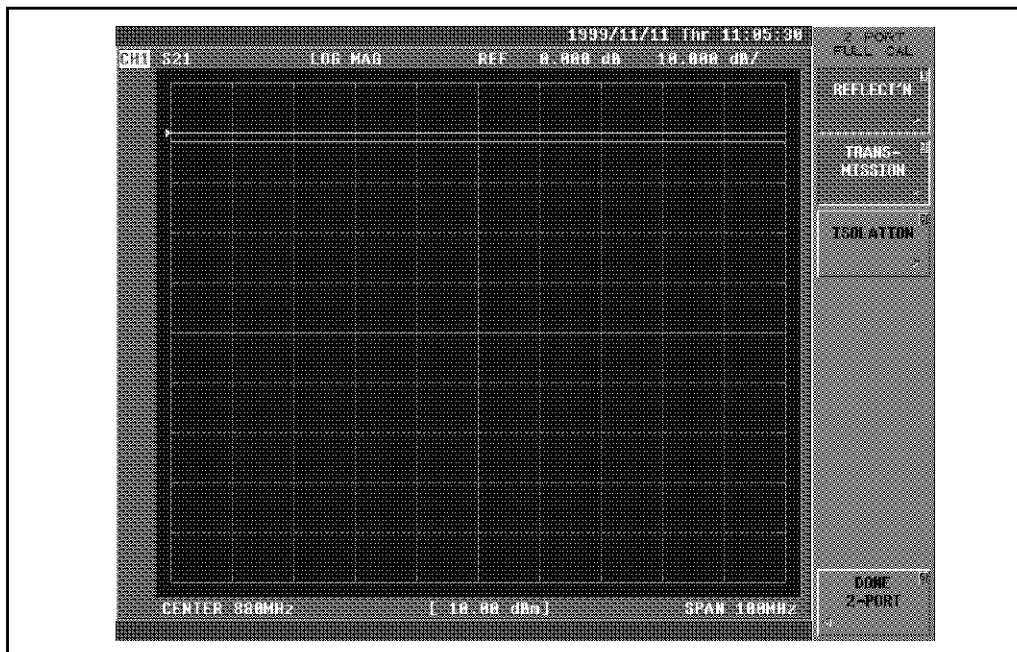 1999/11/11 Thr 11:05:30
CH1 S21 LOG MAG REF 0.000 dB 10.000 dB/
2 PORT
FULL CAL
REFLECT'N
TRANS-
MISSION
ISOLATION
DONE
2-PORT
CENTER 880MHz [ 10.00 dBm] SPAN 100MHz